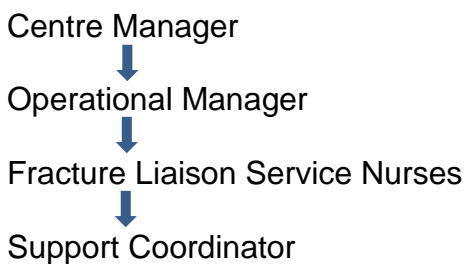 Centre Manager
Operational Manager
Fracture Liaison Service Nurses
Support Coordinator